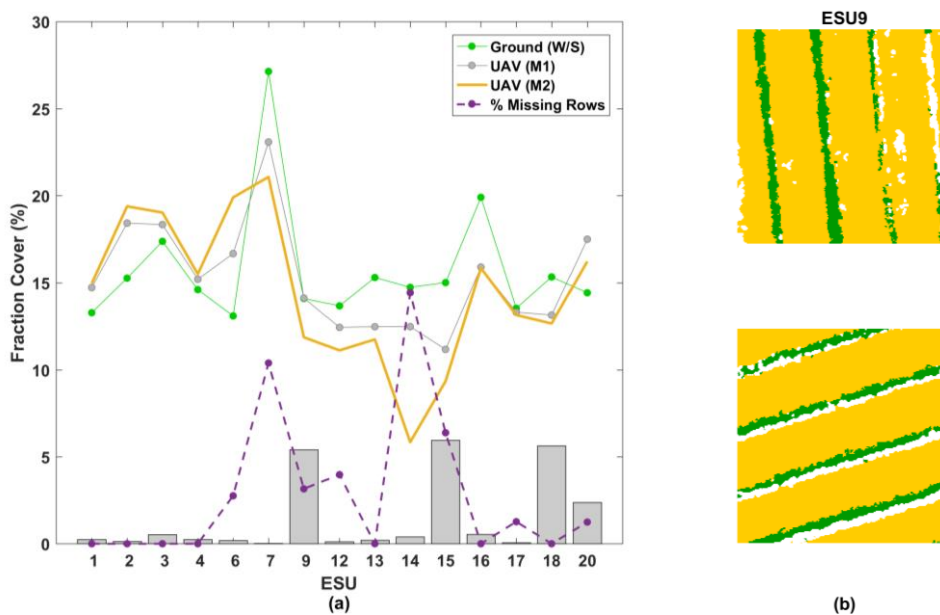 30
25
20
15
10
5
0
Fraction Cover (%)
Ground (W/S)
UAV (M1)
UAV (M2)
% Missing Rows
1 2 3 4 6 7 9 12 13 14 15 16 17 18 20
ESU
(a)
ESU9
(b)